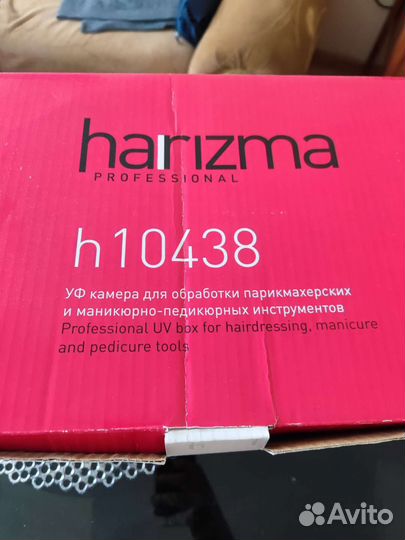 harizma
PROFESSIONAL
h10438
УФ камера для обработки парикмахерских
и маникюрно-педикюрных инструментов
Professional UV box for hairdressing, manicure
and pedicure tools
Avito